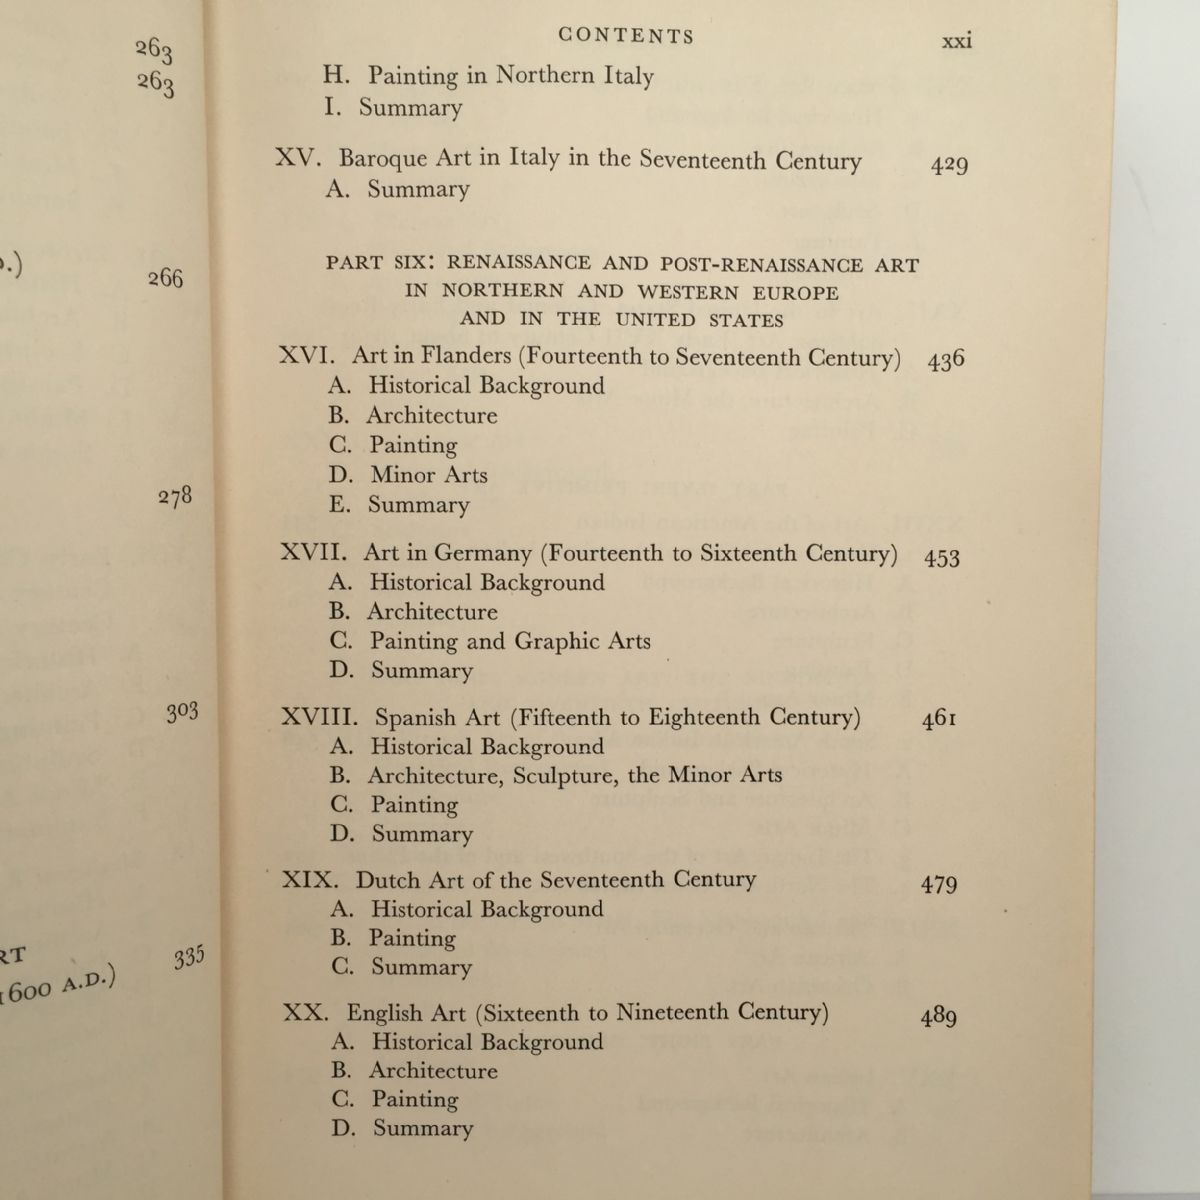 263
263
.)
266
278
303
RT
335
1600 A.D.)
CONTENTS xxi
H. Painting in Northern Italy
I. Summary
XV. Baroque Art in Italy in the Seventeenth Century 429
A. Summary
PART SIX: RENAISSANCE AND POST-RENAISSANCE ART
IN NORTHERN AND WESTERN EUROPE
AND IN THE UNITED STATES
XVI. Art in Flanders (Fourteenth to Seventeenth Century) 436
A. Historical Background
B. Architecture
C. Painting
D. Minor Arts
E. Summary
XVII. Art in Germany (Fourteenth to Sixteenth Century) 453
A. Historical Background
B. Architecture
C. Painting and Graphic Arts
D. Summary
XVIII. Spanish Art (Fifteenth to Eighteenth Century) 461
A. Historical Background
B. Architecture, Sculpture, the Minor Arts
C. Painting
D. Summary
XIX. Dutch Art of the Seventeenth Century 479
A. Historical Background
B. Painting
C. Summary
XX. English Art (Sixteenth to Nineteenth Century) 489
A. Historical Background
B. Architecture
C. Painting
D. Summary